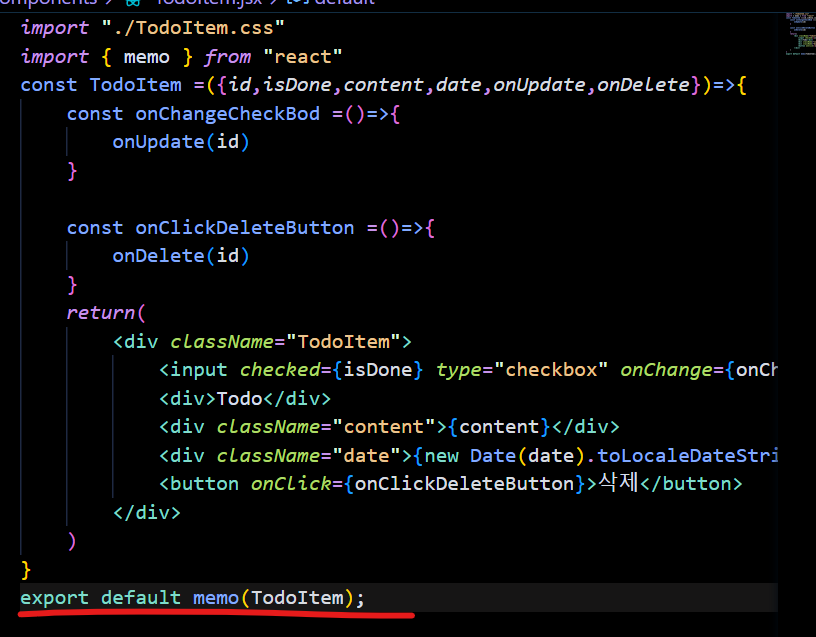 omponents > TodoItem.jsx > default
import "./TodoItem.css"
import { memo } from "react"
const TodoItem =({id,isDone,content,date,onUpdate,onDelete})=>{
const onChangeCheckBod =()=>{
onUpdate(id)
}
const onClickDeleteButton =()=>{
onDelete(id)
}
return(
<div className="TodoItem">
<input checked={isDone} type="checkbox" onChange={onCh
<div>Todo</div>
<div className="content">{content}</div>
<div className="date">{new Date(date).toLocaleDateStri
<button onClick={onClickDeleteButton}>삭제</button>
</div>
)
}
export default memo(TodoItem);